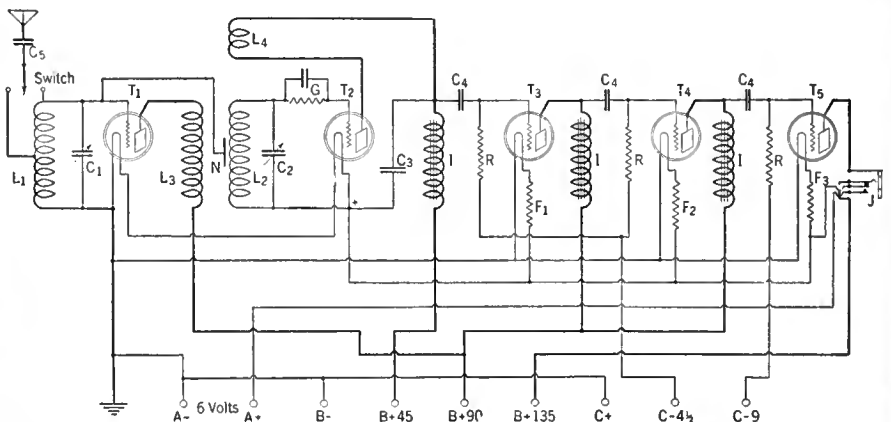 C5
Switch
L1
C1
T1
L3
N
L2
C2
G
T2
L4
C3
+
I
C4
R
T3
F1
I
C4
R
T4
F2
I
C4
R
T5
F3
J
A- 6 Volts A+ B- B+45 B+90 B+135 C+ C-4½ C-9